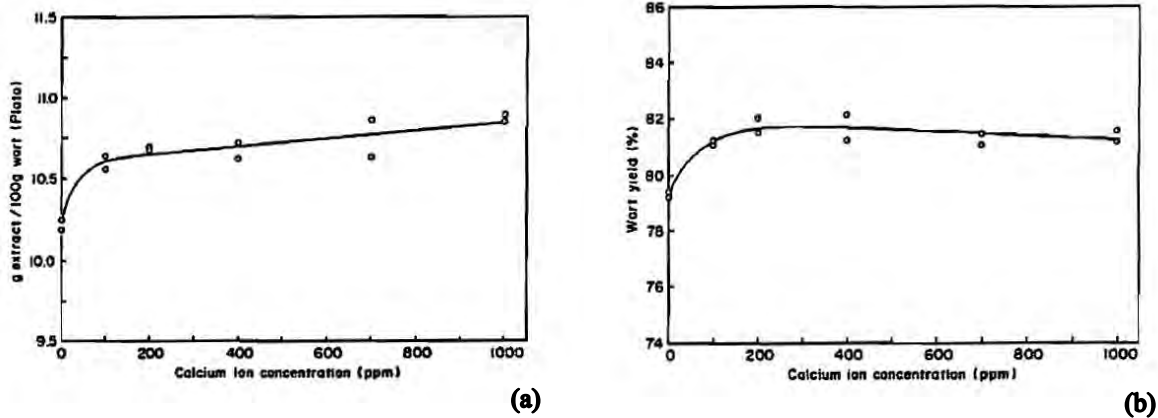 11.5
11.0
10.5
10.0
9.5
g extract/100g wort (Plato)
0 200 400 600 800 1000
Calcium ion concentration (ppm)
(a)
86
84
82
80
78
76
74
Wort yield (%)
0 200 400 600 800 1000
Calcium ion concentration (ppm)
(b)